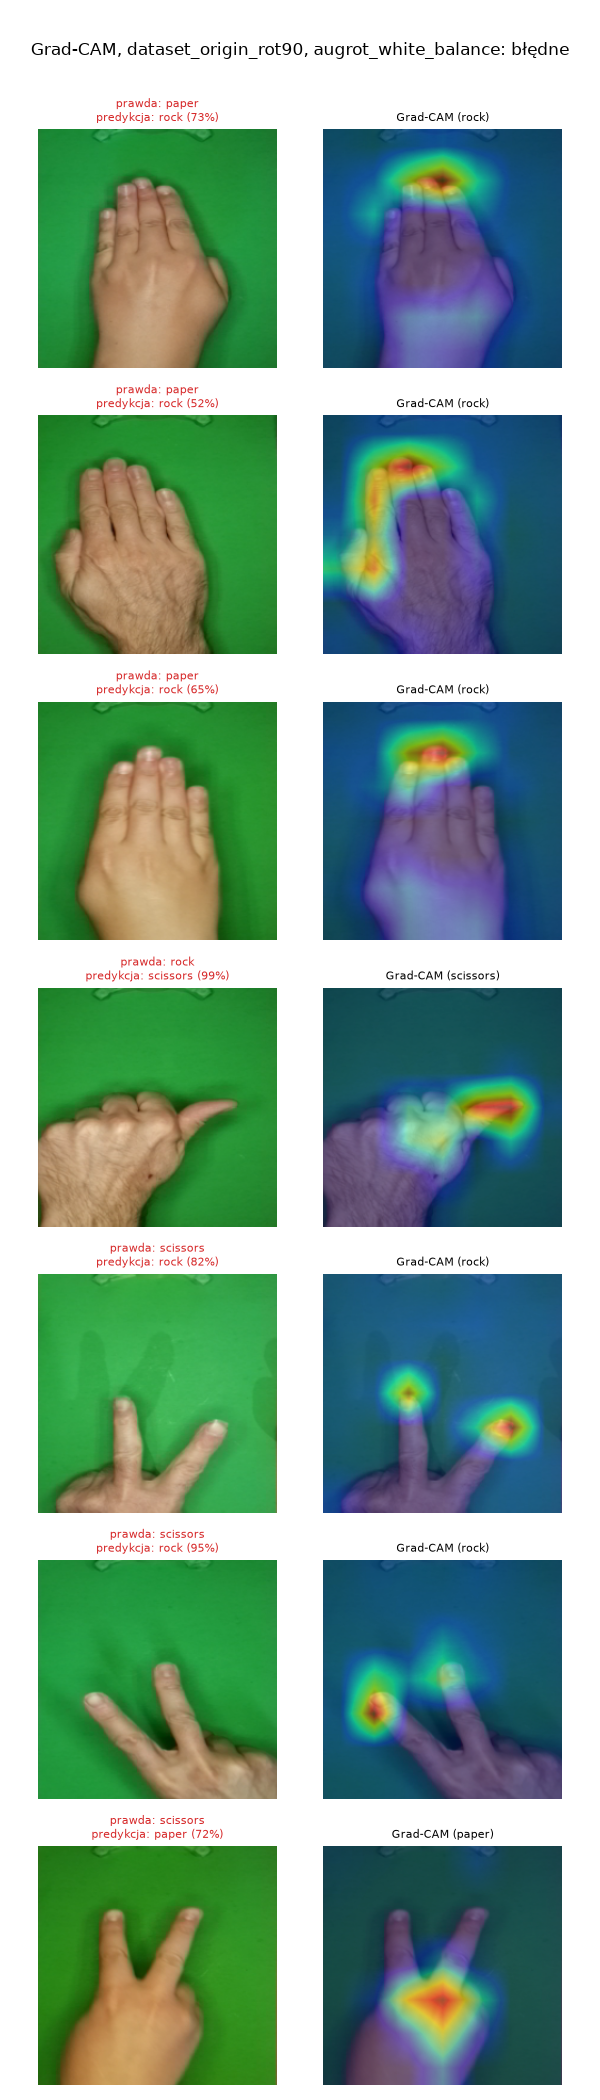 Grad-CAM, dataset_origin_rot90, augrot_white_balance: błędne
prawda: paper
predykcja: rock (73%)
Grad-CAM (rock)
prawda: paper
predykcja: rock (52%)
Grad-CAM (rock)
prawda: paper
predykcja: rock (65%)
Grad-CAM (rock)
prawda: rock
predykcja: scissors (99%)
Grad-CAM (scissors)
prawda: scissors
predykcja: rock (82%)
Grad-CAM (rock)
prawda: scissors
predykcja: rock (95%)
Grad-CAM (rock)
prawda: scissors
predykcja: paper (72%)
Grad-CAM (paper)